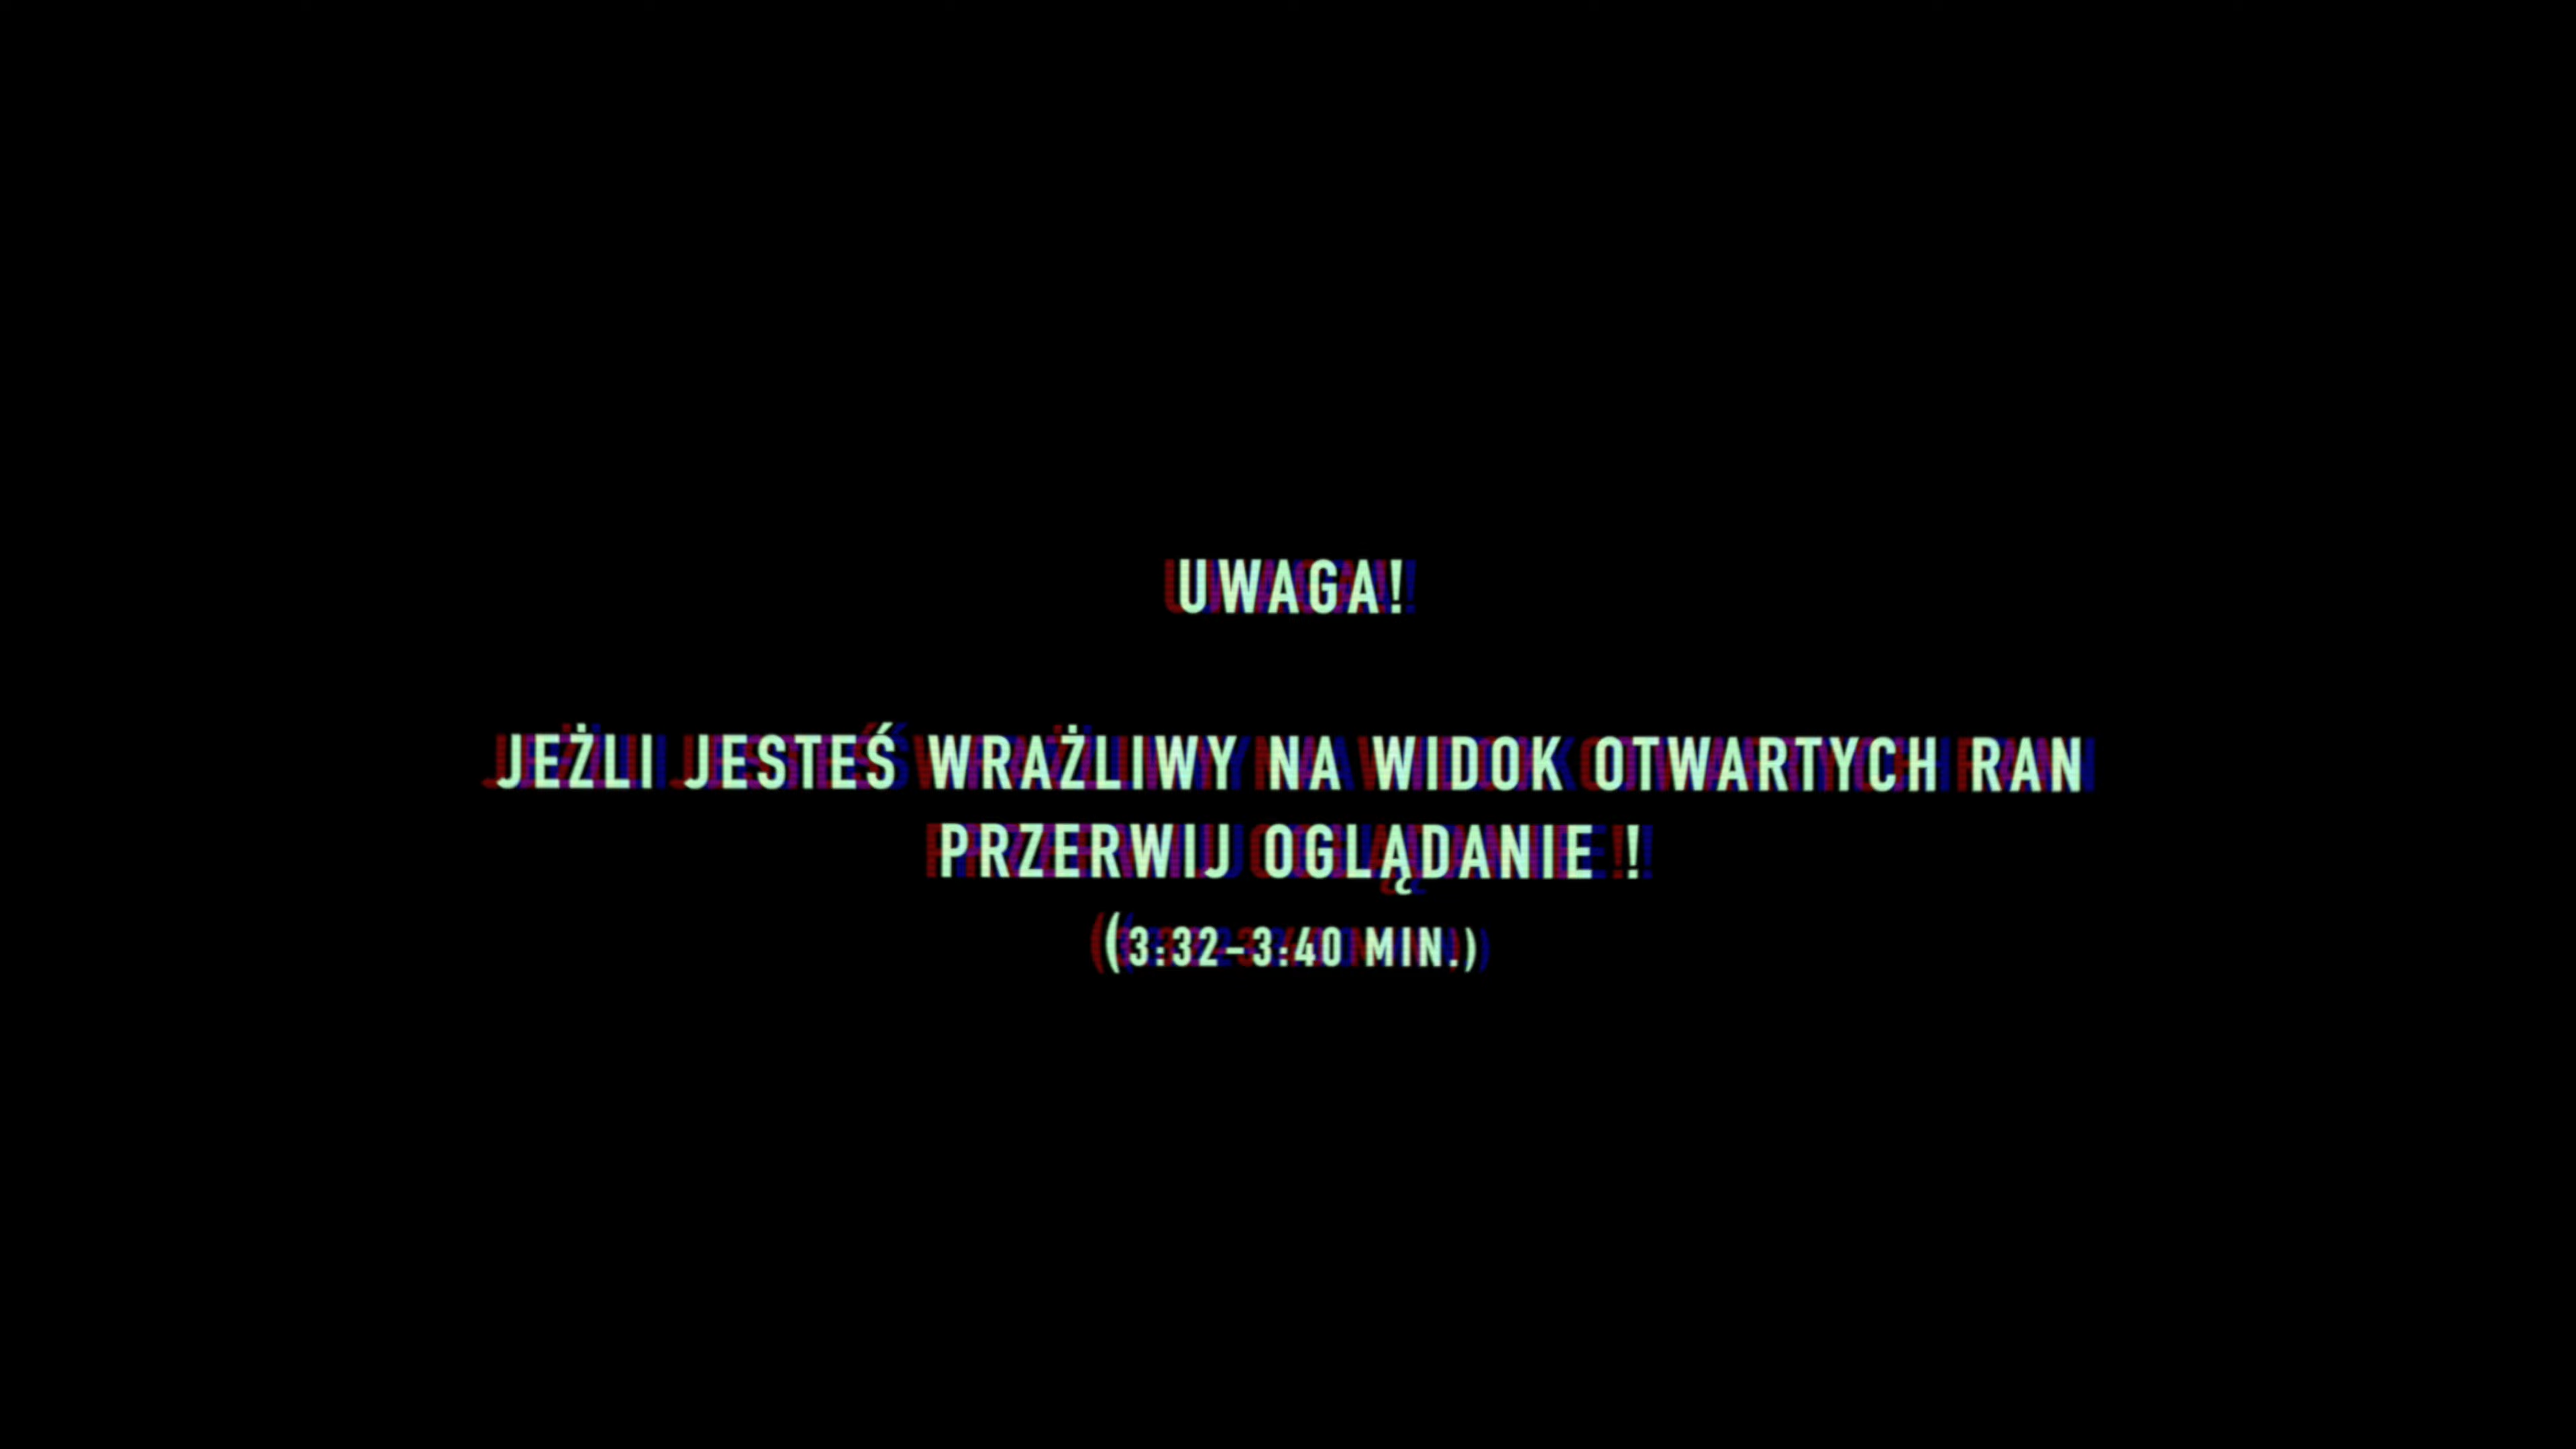 UWAGA!
JEŻLI JESTEŚ WRAŻLIWY NA WIDOK OTWARTYCH RAN
PRZERWIJ OGLĄDANIE !
(3:32-3:40 MIN.)